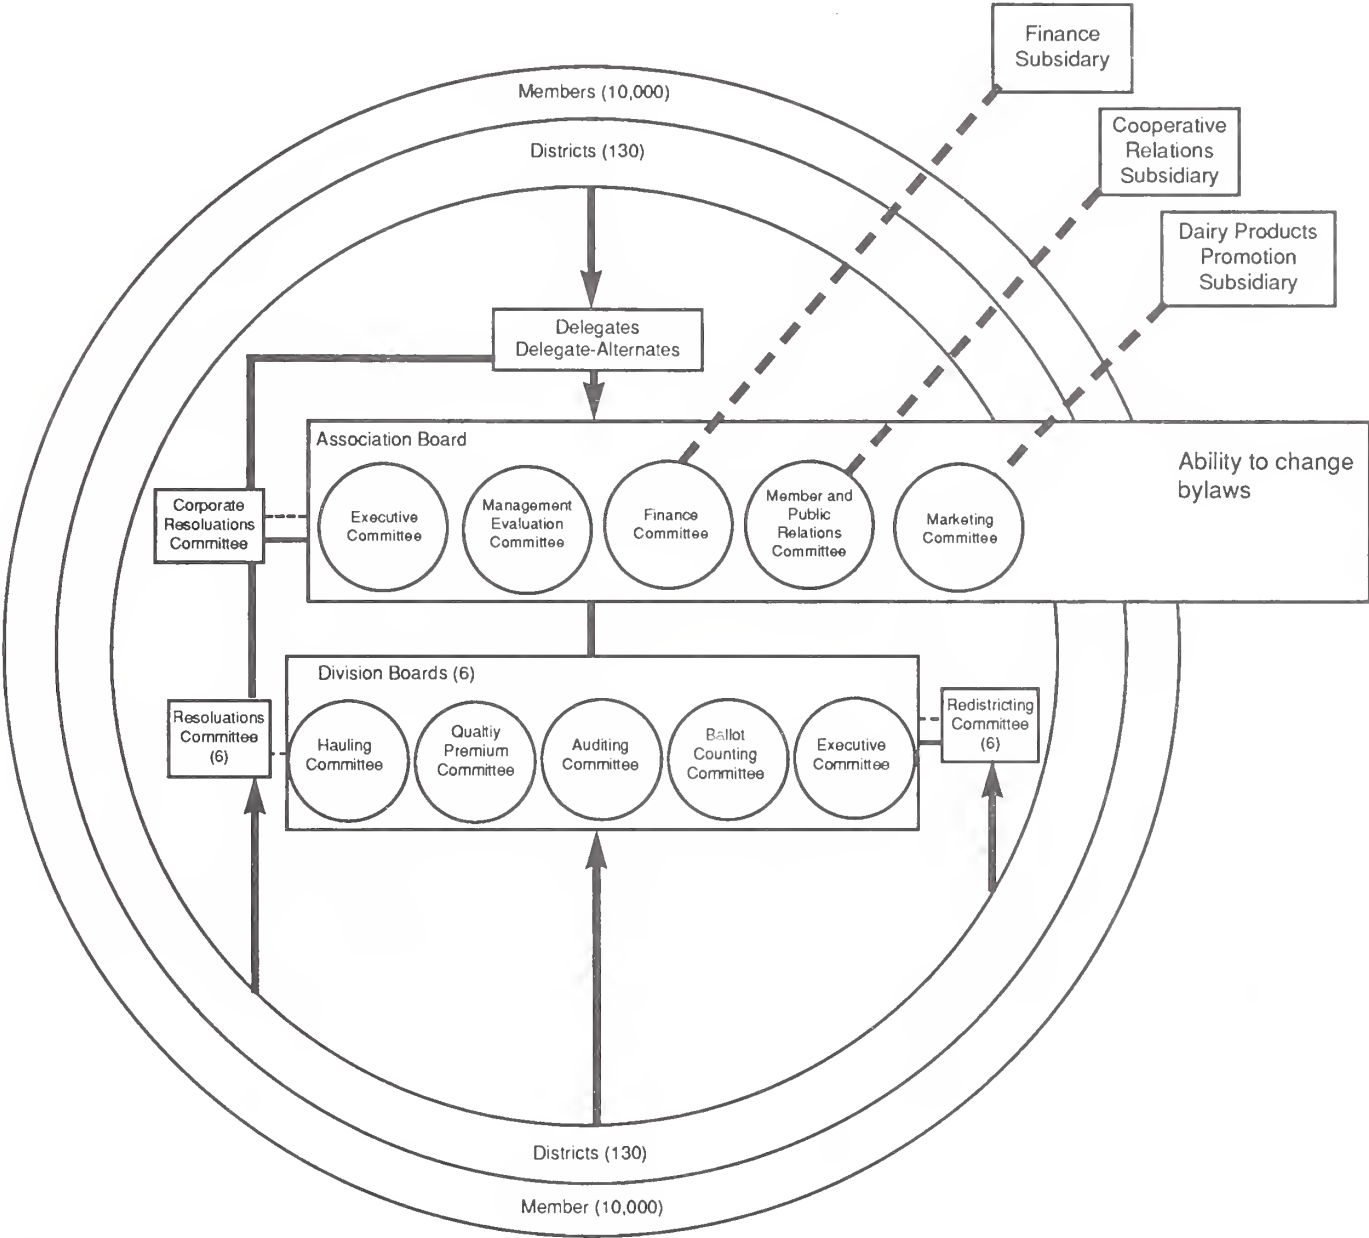 Finance
Subsidary
Members (10,000)
Cooperative
Relations
Subsidiary
Districts (130)
Dairy Products
Promotion
Subsidiary
Delegates
Delegate-Alternates
Association Board
Ability to change
bylaws
Corporate
Resoluations
Committee
Executive
Committee
Management
Evaluation
Committee
Finance
Committee
Member and
Public
Relations
Committee
Marketing
Committee
Division Boards (6)
Resoluations
Committee
(6)
Hauling
Committee
Qualtiy
Premium
Committee
Auditing
Committee
Ballot
Counting
Committee
Executive
Committee
Redistricting
Committee
(6)
Districts (130)
Member (10,000)